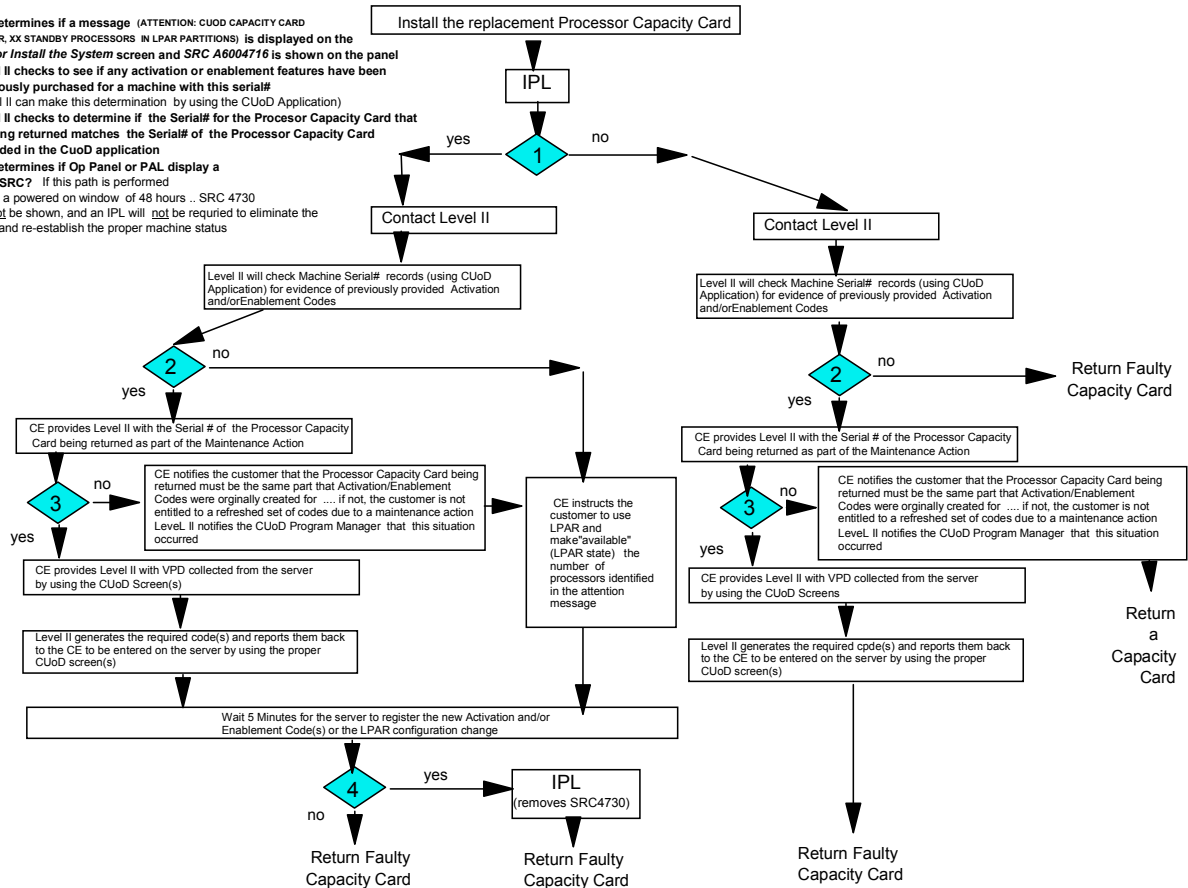 etermines if a message (ATTENTION: CUOD CAPACITY CARD
R, XX STANDBY PROCESSORS IN LPAR PARTITIONS) is displayed on the
or Install the System screen and SRC A6004716 is shown on the panel
l II checks to see if any activation or enablement features have been
ously purchased for a machine with this serial#
l II can make this determination by using the CUoD Application)
l II checks to determine if the Serial# for the Procesor Capacity Card that
ing returned matches the Serial# of the Processor Capacity Card
ded in the CuoD application
etermines if Op Panel or PAL display a
SRC? If this path is performed
a powered on window of 48 hours .. SRC 4730
ot be shown, and an IPL will not be requried to eliminate the
and re-establish the proper machine status
Install the replacement Processor Capacity Card
IPL
1
yes
no
Contact Level II
Level II will check Machine Serial# records (using CUoD
Application) for evidence of previously provided Activation
and/orEnablement Codes
2
no
yes
CE provides Level II with the Serial # of the Processor Capacity
Card being returned as part of the Maintenance Action
3
no
yes
CE notifies the customer that the Processor Capacity Card being
returned must be the same part that Activation/Enablement
Codes were orginally created for .... if not, the customer is not
entitled to a refreshed set of codes due to a maintenance action
LeveL II notifies the CUoD Program Manager that this situation
occurred
CE instructs the
customer to use
LPAR and
make"available"
(LPAR state) the
number of
processors identified
in the attention
message
CE provides Level II with VPD collected from the server
by using the CUoD Screen(s)
Level II generates the required code(s) and reports them back
to the CE to be entered on the server by using the proper
CUoD screen(s)
Wait 5 Minutes for the server to register the new Activation and/or
Enablement Code(s) or the LPAR configuration change
4
yes
no
IPL
(removes SRC4730)
Return Faulty
Capacity Card
Return Faulty
Capacity Card
Contact Level II
Level II will check Machine Serial# records (using CUoD
Application) for evidence of previously provided Activation
and/orEnablement Codes
2
no
yes
Return Faulty
Capacity Card
CE provides Level II with the Serial # of the Processor Capacity
Card being returned as part of the Maintenance Action
3
no
yes
CE notifies the customer that the Processor Capacity Card being
returned must be the same part that Activation/Enablement
Codes were orginally created for .... if not, the customer is not
entitled to a refreshed set of codes due to a maintenance action
LeveL II notifies the CUoD Program Manager that this situation
occurred
Return
a
Capacity
Card
CE provides Level II with VPD collected from the server
by using the CUoD Screens
Level II generates the required cpde(s) and reports them back
to the CE to be entered on the server by using the proper
CUoD screen(s)
Return Faulty
Capacity Card